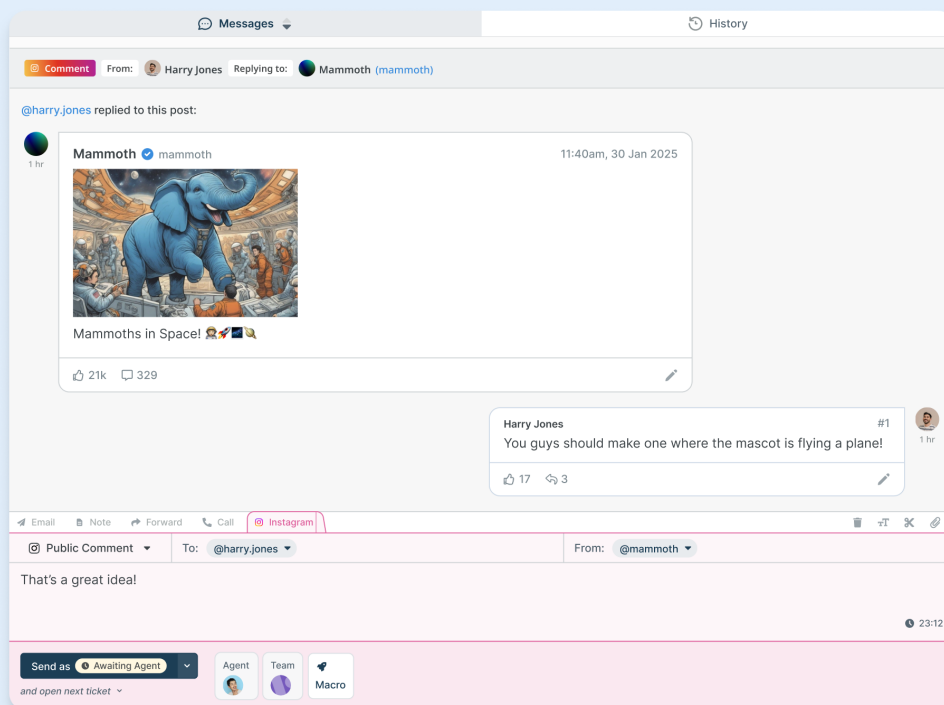 Messages
History
Comment From: Harry Jones Replying to: Mammoth (mammoth)
@harry.jones replied to this post:
1 hr
Mammoth mammoth 11:40am, 30 Jan 2025
Mammoths in Space! 👩🏽‍🚀🚀🌌🪐
21k 329
Harry Jones #1
You guys should make one where the mascot is flying a plane!
1 hr
17 3
Email Note Forward Call Instagram
Public Comment To: @harry.jones From: @mammoth
That’s a great idea!
23:12
Send as Awaiting Agent
and open next ticket
Agent Team Macro